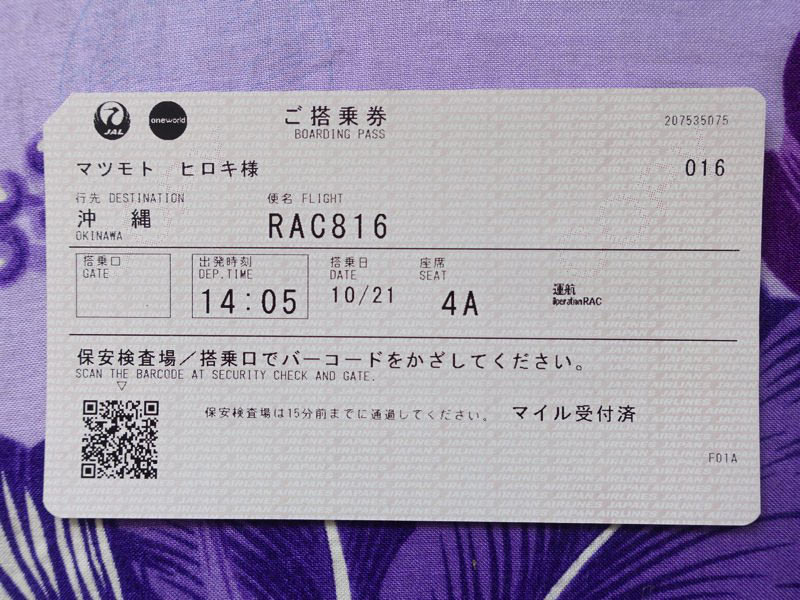 JAL
oneworld
ご搭乗券
BOARDING PASS
207535075
マツモト ヒロキ様
016
行先 DESTINATION
沖 縄
OKINAWA
便名 FLIGHT
RAC816
搭乗口
GATE
出発時刻
DEP.TIME
14:05
搭乗日
DATE
10/21
座席
SEAT
4A
運航
OperationRAC
保安検査場/搭乗口でバーコードをかざしてください。
SCAN THE BARCODE AT SECURITY CHECK AND GATE.
保安検査場は15分前までに通過してください。
マイル受付済
F01A